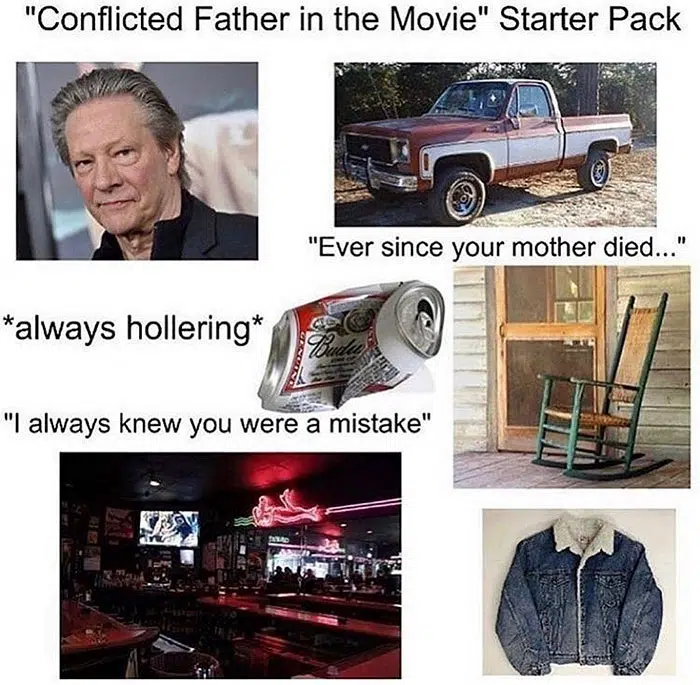 "Conflicted Father in the Movie" Starter Pack
"Ever since your mother died..."
*always hollering*
"I always knew you were a mistake"